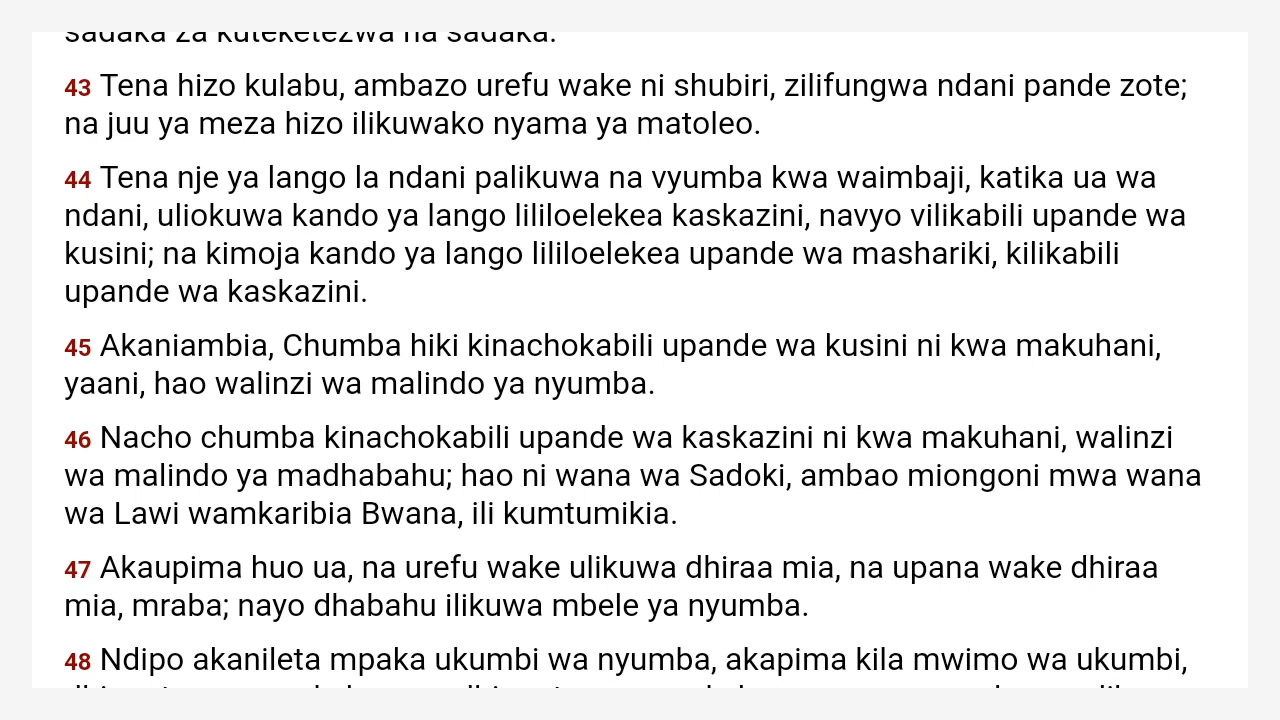 sadaka za kuteketezwa na sadaka.
43 Tena hizo kulabu, ambazo urefu wake ni shubiri, zilifungwa ndani pande zote;
na juu ya meza hizo ilikuwako nyama ya matoleo.
44 Tena nje ya lango la ndani palikuwa na vyumba kwa waimbaji, katika ua wa
ndani, uliokuwa kando ya lango lililoelekea kaskazini, navyo vilikabili upande wa
kusini; na kimoja kando ya lango lililoelekea upande wa mashariki, kilikabili
upande wa kaskazini.
45 Akaniambia, Chumba hiki kinachokabili upande wa kusini ni kwa makuhani,
yaani, hao walinzi wa malindo ya nyumba.
46 Nacho chumba kinachokabili upande wa kaskazini ni kwa makuhani, walinzi
wa malindo ya madhabahu; hao ni wana wa Sadoki, ambao miongoni mwa wana
wa Lawi wamkaribia Bwana, ili kumtumikia.
47 Akaupima huo ua, na urefu wake ulikuwa dhiraa mia, na upana wake dhiraa
mia, mraba; nayo dhabahu ilikuwa mbele ya nyumba.
48 Ndipo akanileta mpaka ukumbi wa nyumba, akapima kila mwimo wa ukumbi,